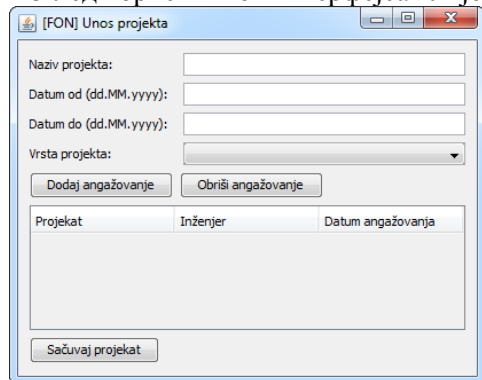 [FON] Unos projekta
Naziv projekta:
Datum od (dd.MM.yyyy):
Datum do (dd.MM.yyyy):
Vrsta projekta:
Dodaj angažovanje Obriši angažovanje
Projekat Inženjer Datum angažovanja
Sačuvaj projekat